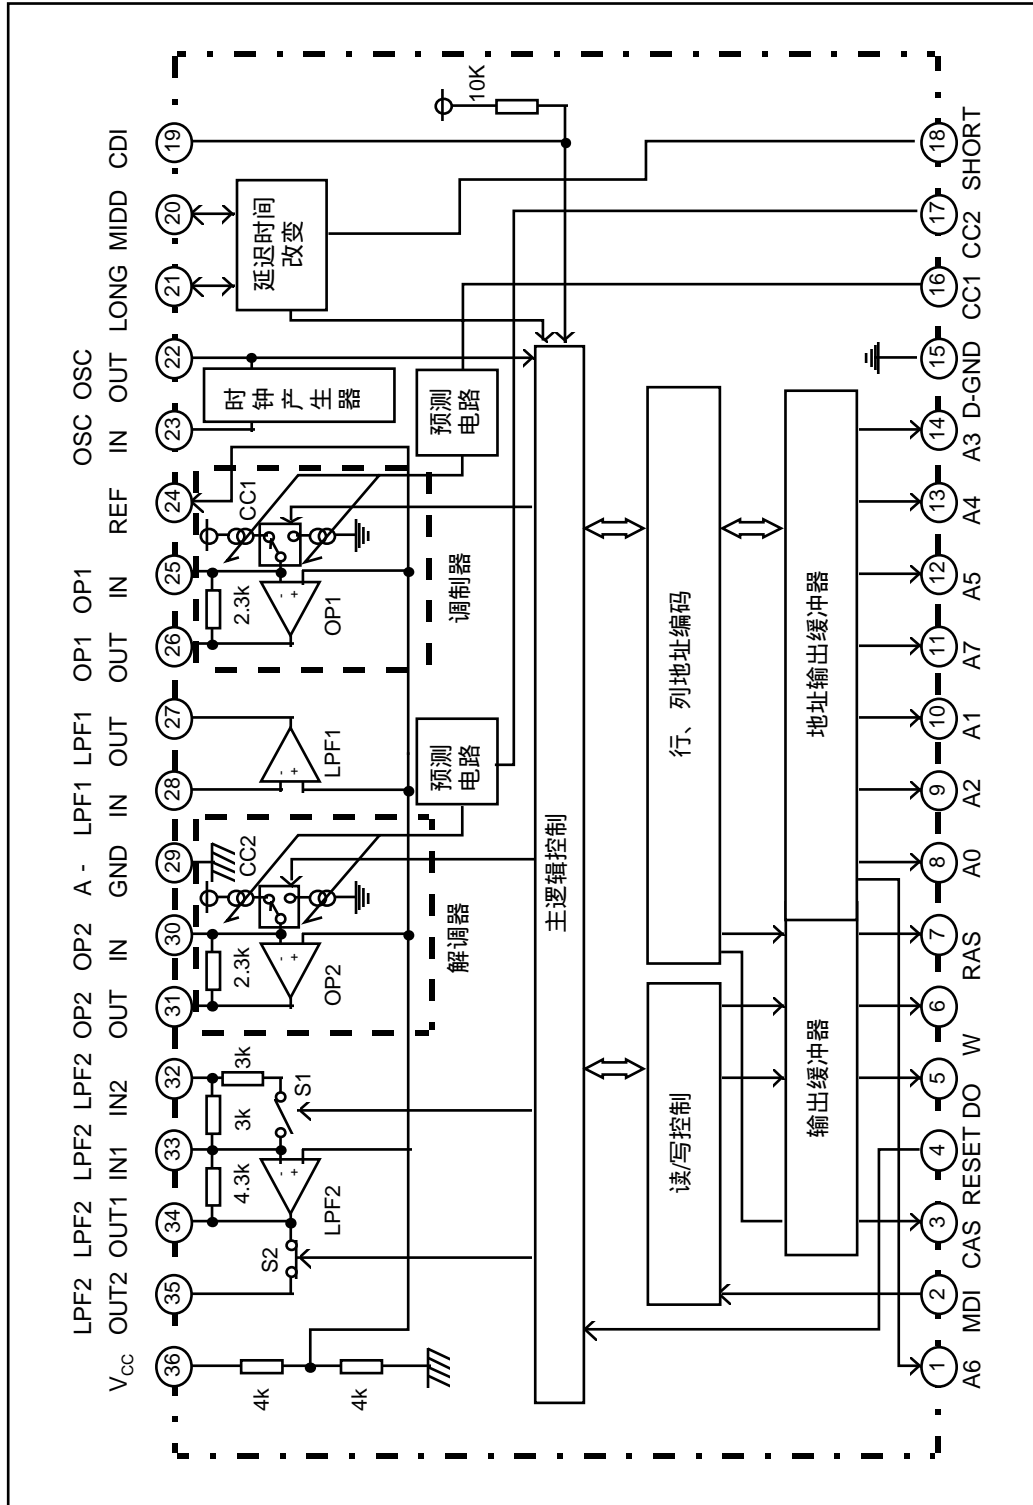 VCC
LPF2 OUT2
LPF2 OUT1
LPF2 IN1
LPF2 IN2
OP2 OUT
OP2 IN
A - GND
LPF1 IN
LPF1 OUT
OP1 OUT
OP1 IN
REF
OSC IN
OSC OUT
LONG
MIDD
CDI
36
35
34
33
32
31
30
29
28
27
26
25
24
23
22
21
20
19
4k
4k
S2
4.3k
LPF2
3k
3k
S1
2.3k
OP2
CC2
解调器
-
+
-
+
LPF1
-
+
2.3k
OP1
CC1
调制器
-
+
时钟产生器
延迟时间
改变
10K
预测
电路
预测
电路
主逻辑控制
读/写控制
行、列地址编码
输出缓冲器
地址输出缓冲器
1
2
3
4
5
6
7
8
9
10
11
12
13
14
15
16
17
18
A6
MDI
CAS
RESET
DO
W
RAS
A0
A2
A1
A7
A5
A4
A3
D-GND
CC1
CC2
SHORT